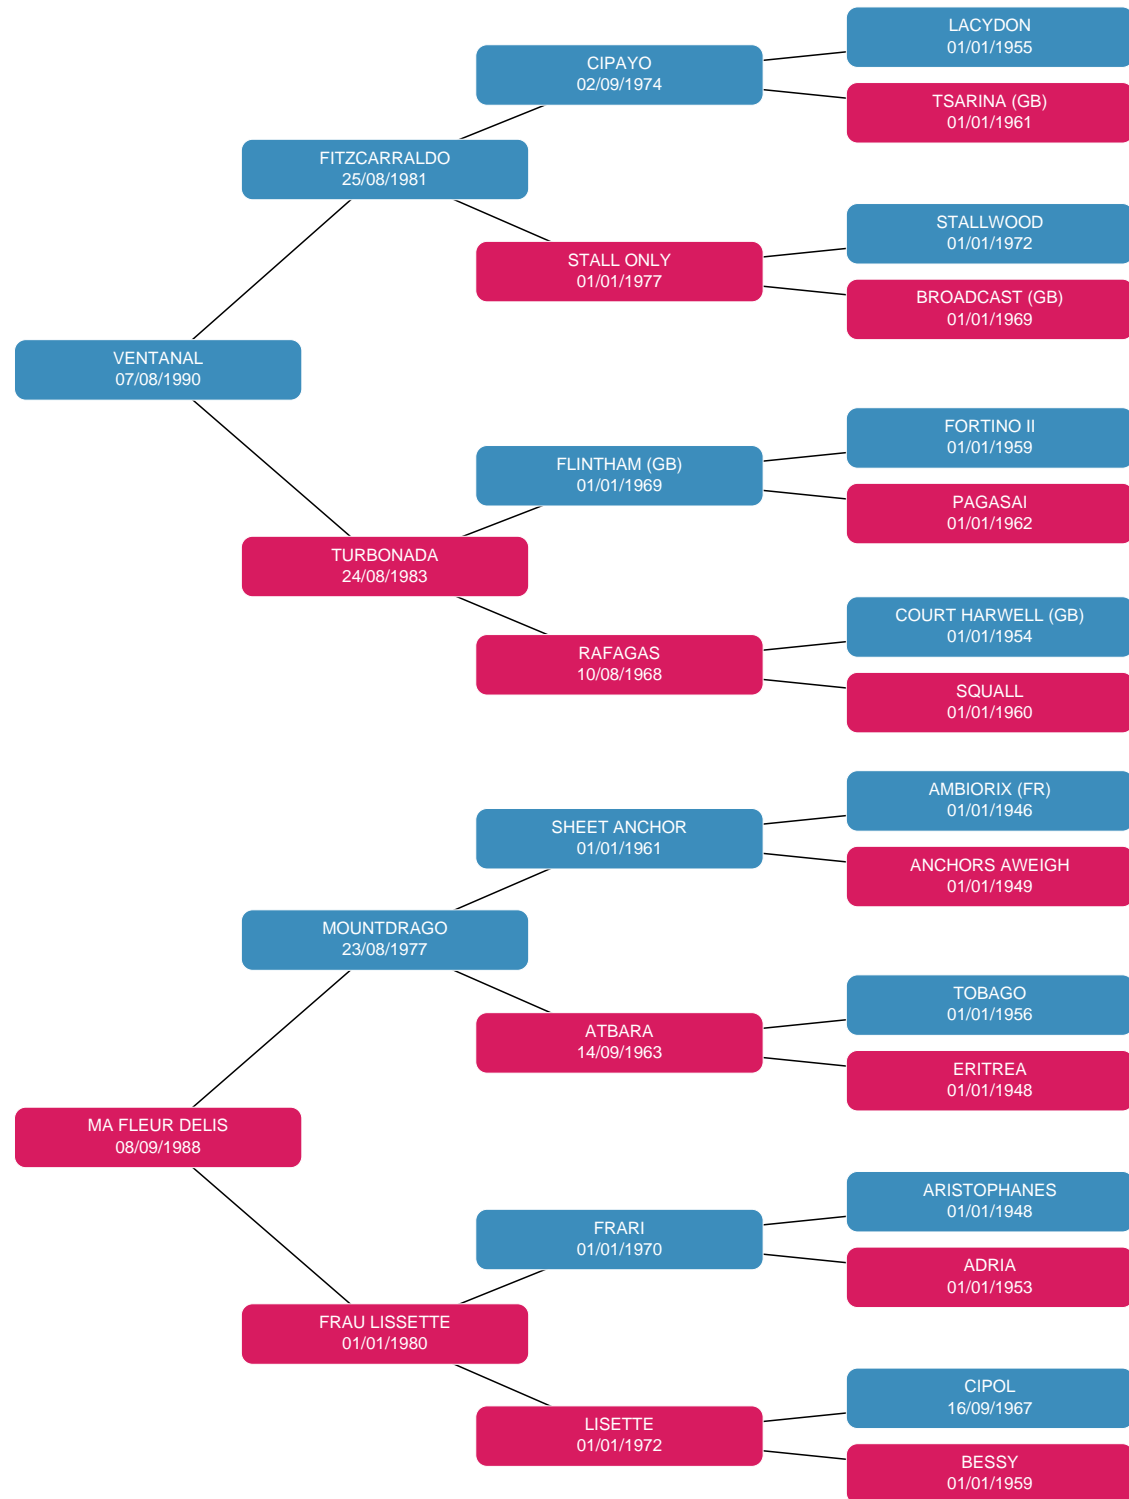 LACYDON
01/01/1955
CIPAYO
02/09/1974
TSARINA (GB)
01/01/1961
FITZCARRALDO
25/08/1981
STALLWOOD
01/01/1972
STALL ONLY
01/01/1977
BROADCAST (GB)
01/01/1969
VENTANAL
07/08/1990
FORTINO II
01/01/1959
FLINTHAM (GB)
01/01/1969
PAGASAI
01/01/1962
TURBONADA
24/08/1983
COURT HARWELL (GB)
01/01/1954
RAFAGAS
10/08/1968
SQUALL
01/01/1960
AMBIORIX (FR)
01/01/1946
SHEET ANCHOR
01/01/1961
ANCHORS AWEIGH
01/01/1949
MOUNTDRAGO
23/08/1977
TOBAGO
01/01/1956
ATBARA
14/09/1963
ERITREA
01/01/1948
MA FLEUR DELIS
08/09/1988
ARISTOPHANES
01/01/1948
FRARI
01/01/1970
ADRIA
01/01/1953
FRAU LISSETTE
01/01/1980
CIPOL
16/09/1967
LISETTE
01/01/1972
BESSY
01/01/1959